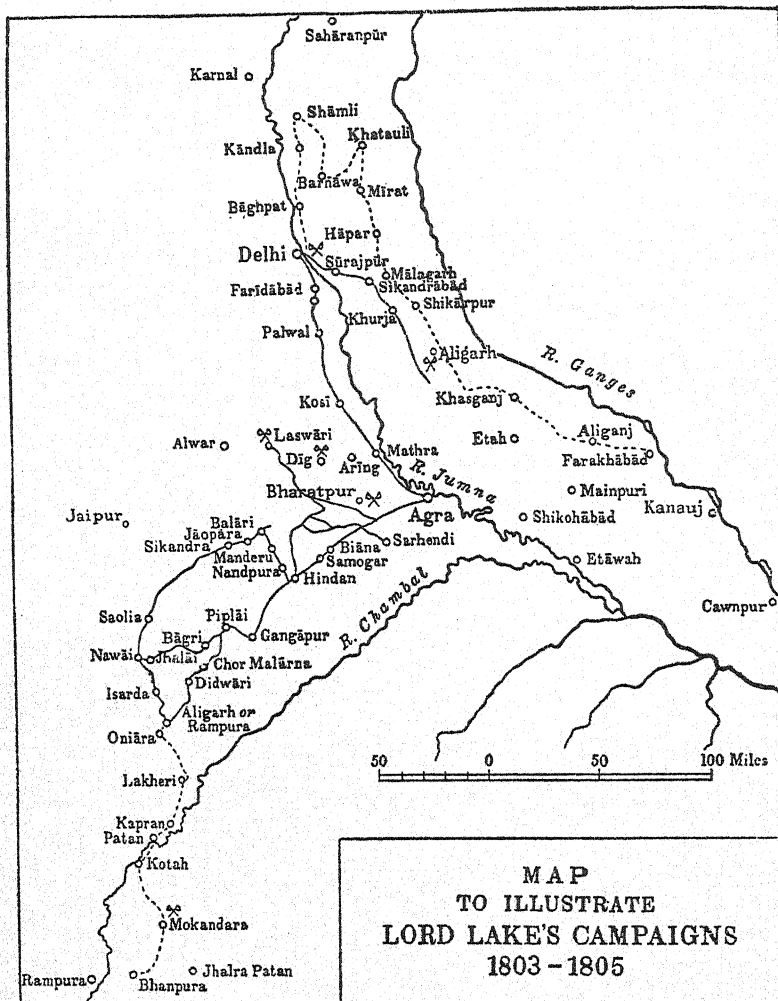 Sahāranpūr
Karnal
Shāmli
Khatauli
Kāndla
Barnāwa
Mīrat
Bāghpat
Hāpar
Delhi
Sūrajpūr
Mālagarh
Sikandrābād
Farīdābād
Shikārpur
Khurja
Palwal
Aligarh
R. Ganges
Khasganj
Kosī
Laswāri
Alwar
Etah
Aliganj
Mathra
Dīg
Arīng
Farakhābād
R. Jumna
Bharatpur
Mainpuri
Agra
Kanauj
Jaipur
Shikohābād
Balāri
Jāopāra
Sikandra
Sarhendi
Manderu
Biāna
Samogar
Nandpura
Etāwah
Hindan
R. Chambal
Cawnpur
Saolia
Piplāi
Gangāpur
Bāgri
Nawāi
Jhalāi
Chor Malārna
Didwāri
Isarda
Aligarh or
Rampura
Oniāra
50 0 50 100 Miles
Lakheri
Kapran
Patan
Kotah
Mokandara
Rampura
Bhanpura
Jhalra Patan
MAP
TO ILLUSTRATE
LORD LAKE'S CAMPAIGNS
1803-1805